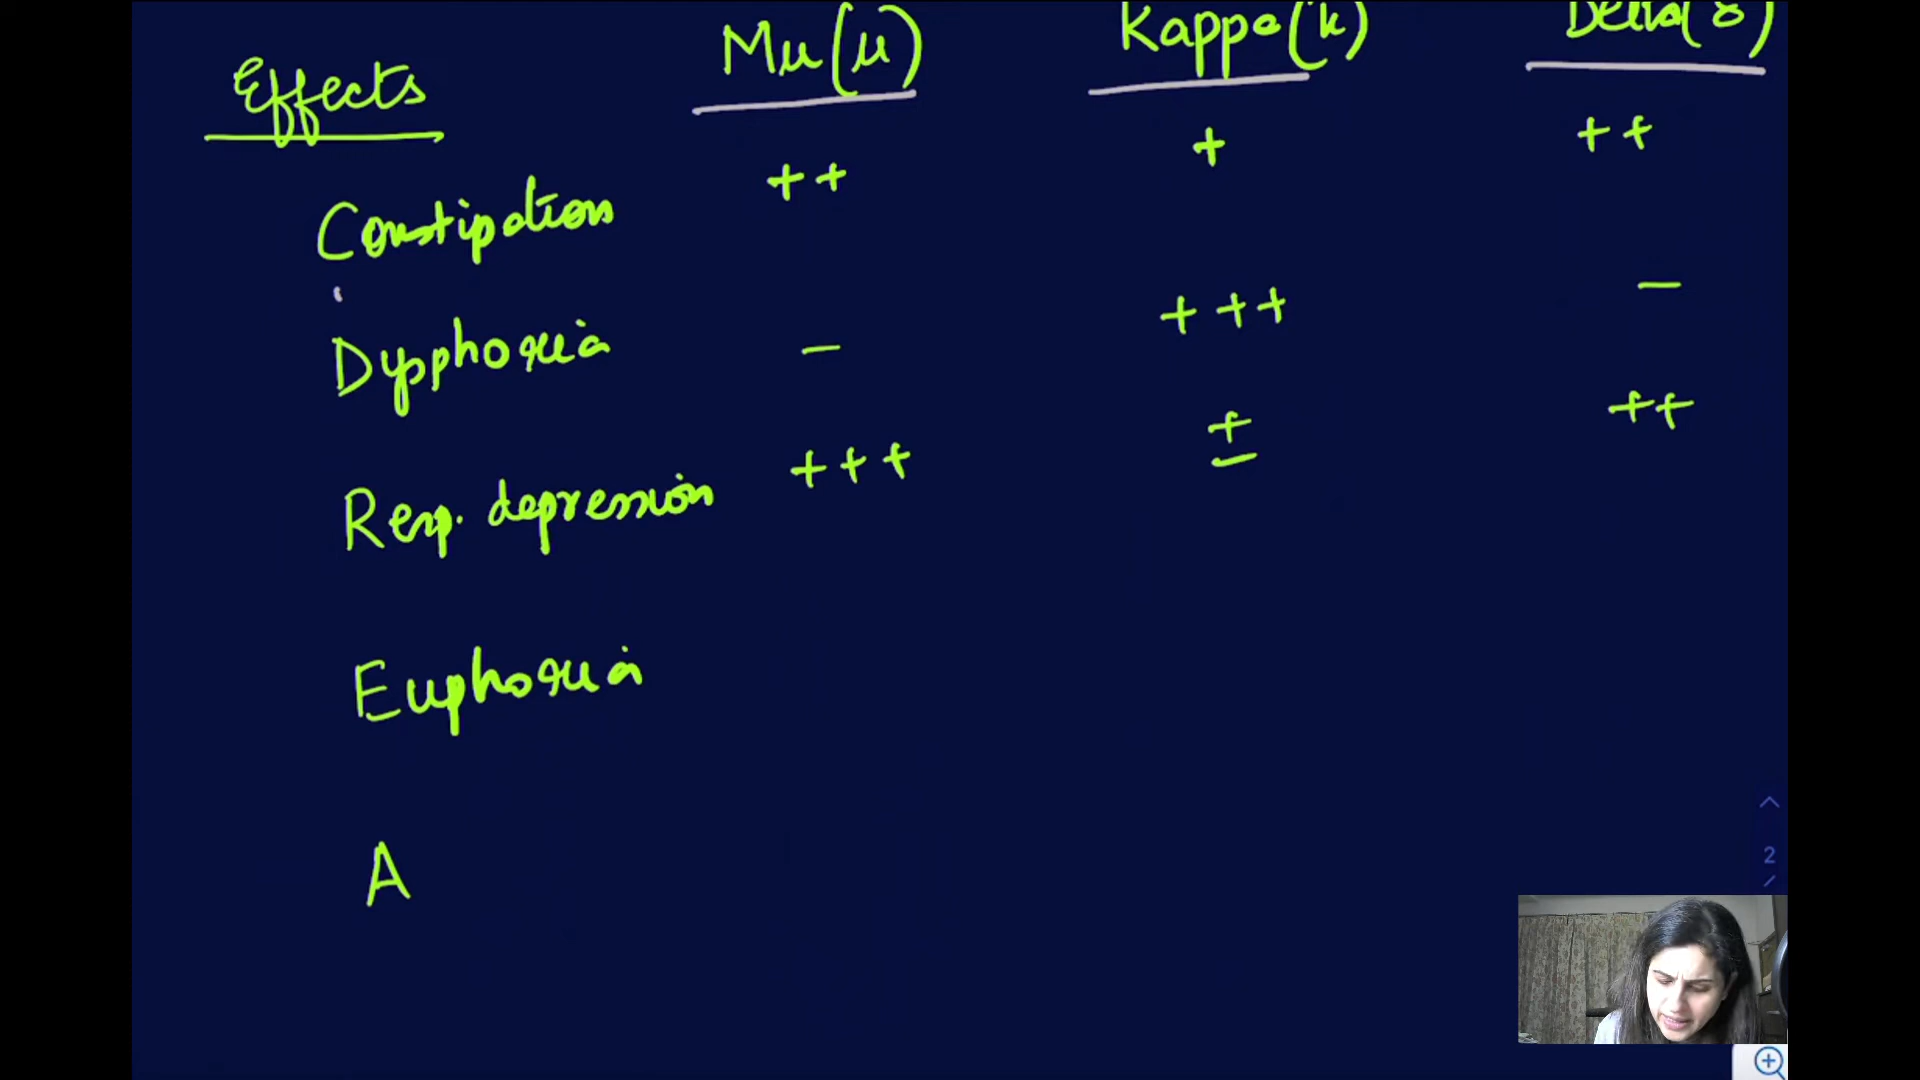 Effects Mu(μ) Kappa(k) Delta(δ)
Constipation ++ + ++
Dysphoria – +++ –
Resp. depression +++ ± ++
Euphoria
A
2